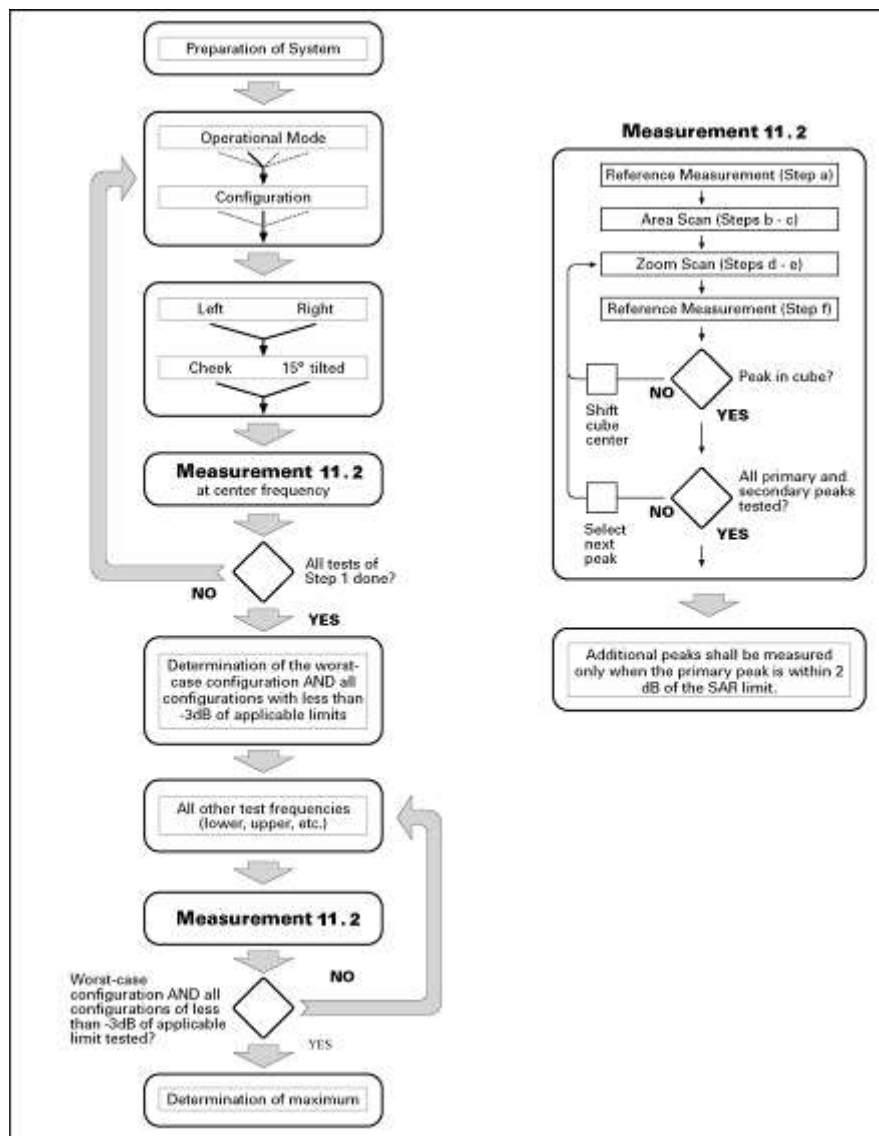 Preparation of System
Operational Mode
Configuration
Left Right
Cheek 15º tilted
Measurement 11.2
at center frequency
All tests of
Step 1 done?
NO
YES
Determination of the worst-
case configuration AND all
configurations with less than
-3dB of applicable limits
All other test frequencies
(lower, upper, etc.)
Measurement 11.2
NO
Worst-case
configuration AND all
configurations of less
than -3dB of applicable
limit tested?
YES
Determination of maximum
Measurement 11.2
Reference Measurement (Step a)
Area Scan (Steps b - c)
Zoom Scan (Steps d - e)
Reference Measurement (Step f)
Peak in cube?
NO
YES
Shift
cube
center
All primary and
secondary peaks
tested?
NO
YES
Select
next
peak
Additional peaks shall be measured
only when the primary peak is within 2
dB of the SAR limit.